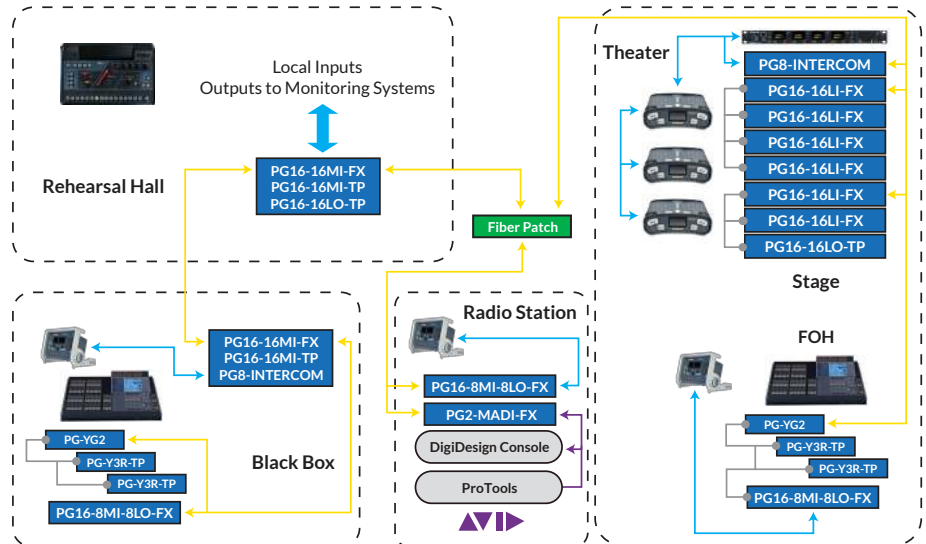 Local Inputs
Outputs to Monitoring Systems
Rehearsal Hall
PG16-16MI-FX
PG16-16MI-TP
PG16-16LO-TP
Fiber Patch
Theater
PG8-INTERCOM
PG16-16LI-FX
PG16-16LI-FX
PG16-16LI-FX
PG16-16LI-FX
PG16-16LI-FX
PG16-16LI-FX
PG16-16LO-TP
Stage
FOH
PG-YG2
PG-Y3R-TP
PG-Y3R-TP
PG16-8MI-8LO-FX
PG16-16MI-FX
PG16-16MI-TP
PG8-INTERCOM
PG-YG2
PG-Y3R-TP
PG-Y3R-TP
Black Box
PG16-8MI-8LO-FX
Radio Station
PG16-8MI-8LO-FX
PG2-MADI-FX
DigiDesign Console
ProTools
AVID